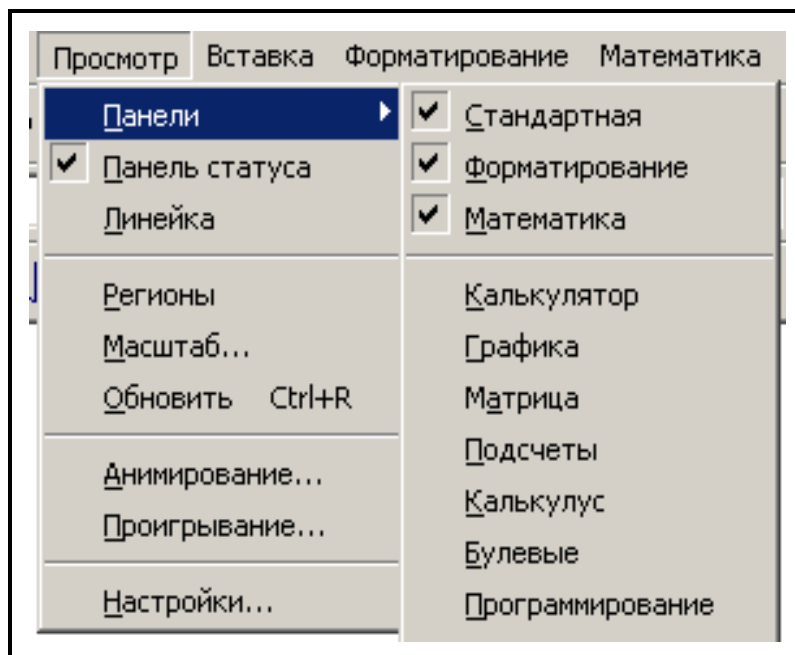 Просмотр Вставка Форматирование Математика
Панели
Панель статуса
Линейка
Регионы
Масштаб...
Обновить Ctrl+R
Анимирование...
Проигрывание...
Настройки...
Стандартная
Форматирование
Математика
Калькулятор
Графика
Матрица
Подсчеты
Калькулус
Булевые
Программирование